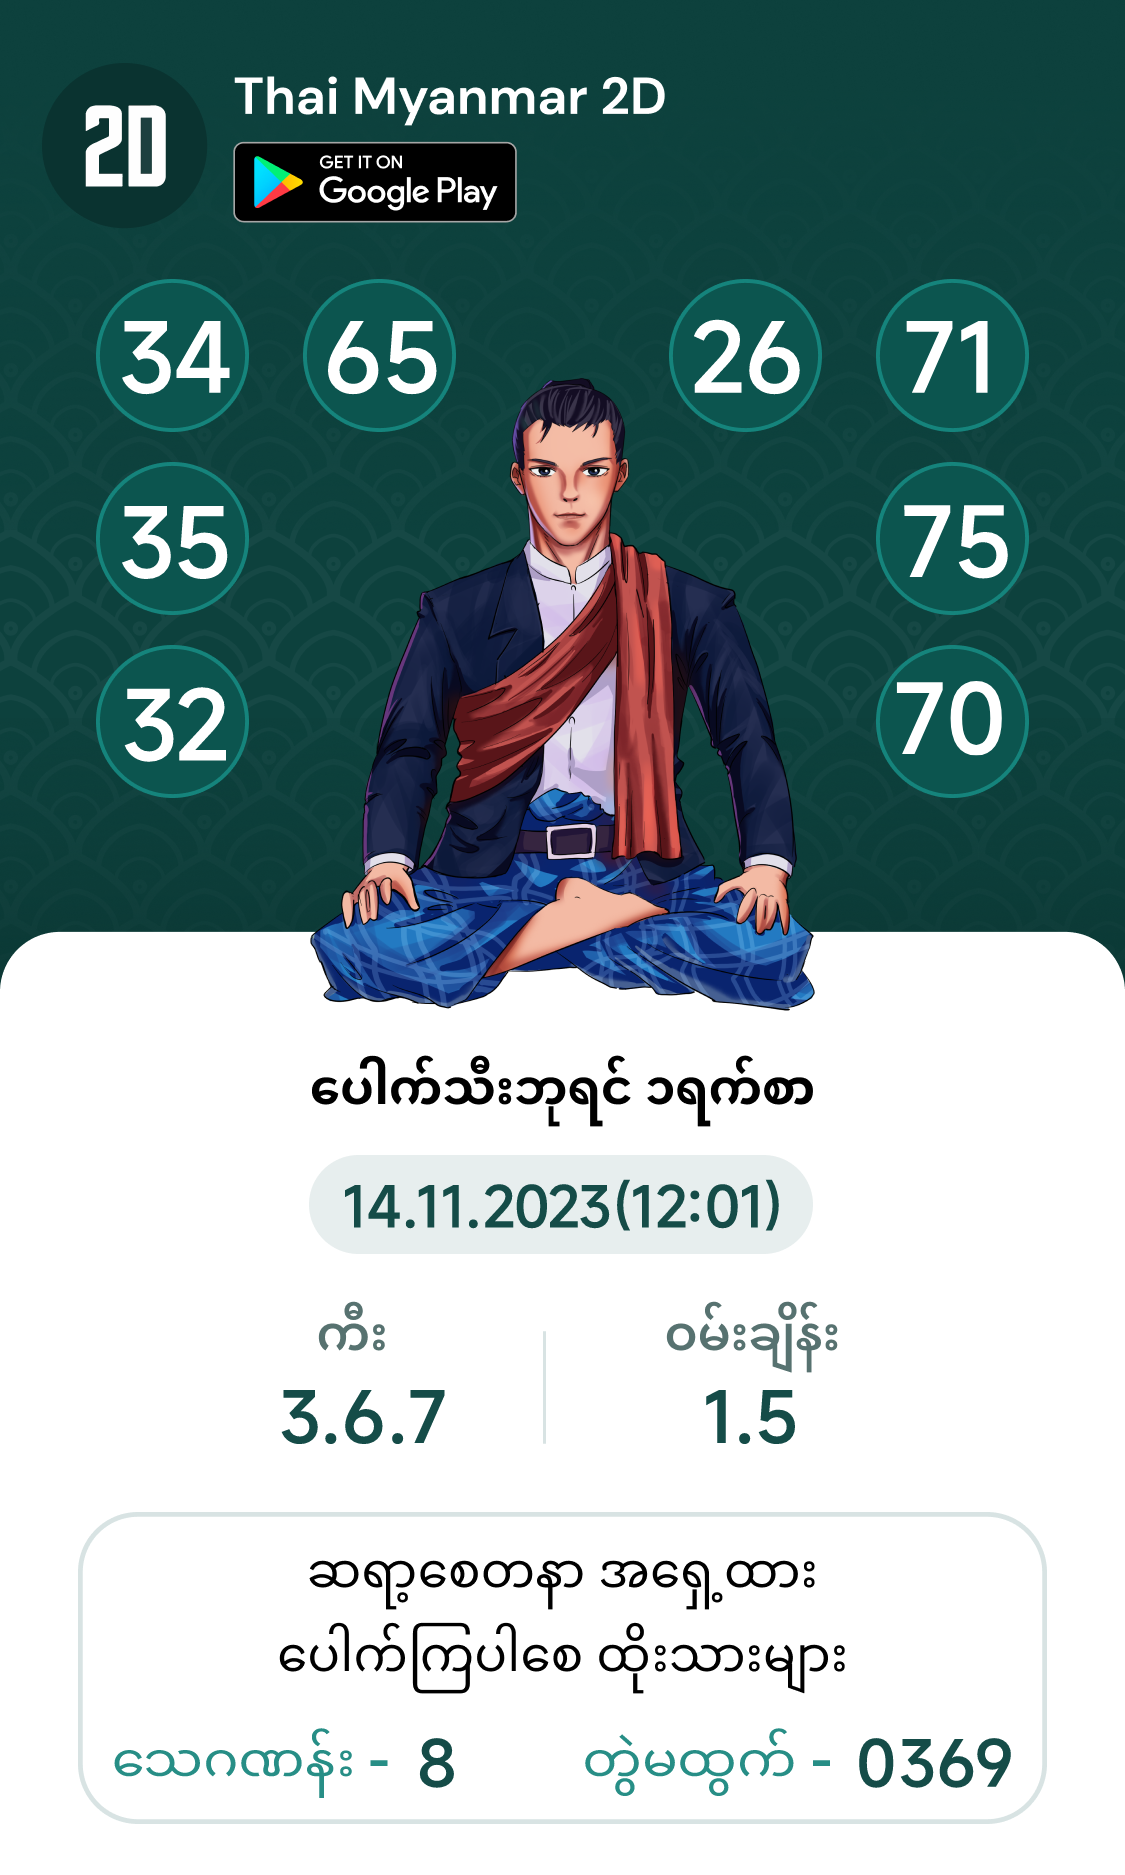 2D
Thai Myanmar 2D
GET IT ON
Google Play
34 65 26 71
35 75
32 70
ပေါက်သီးဘုရင် ၁ရက်စာ
14.11.2023(12:01)
ကီး ဝမ်းချိန်း
3.6.7 1.5
ဆရာ့စေတနာ အရှေ့ထား
ပေါက်ကြပါစေ ထိုးသားများ
သေဂဏန်း - 8 တွဲမထွက် - 0369